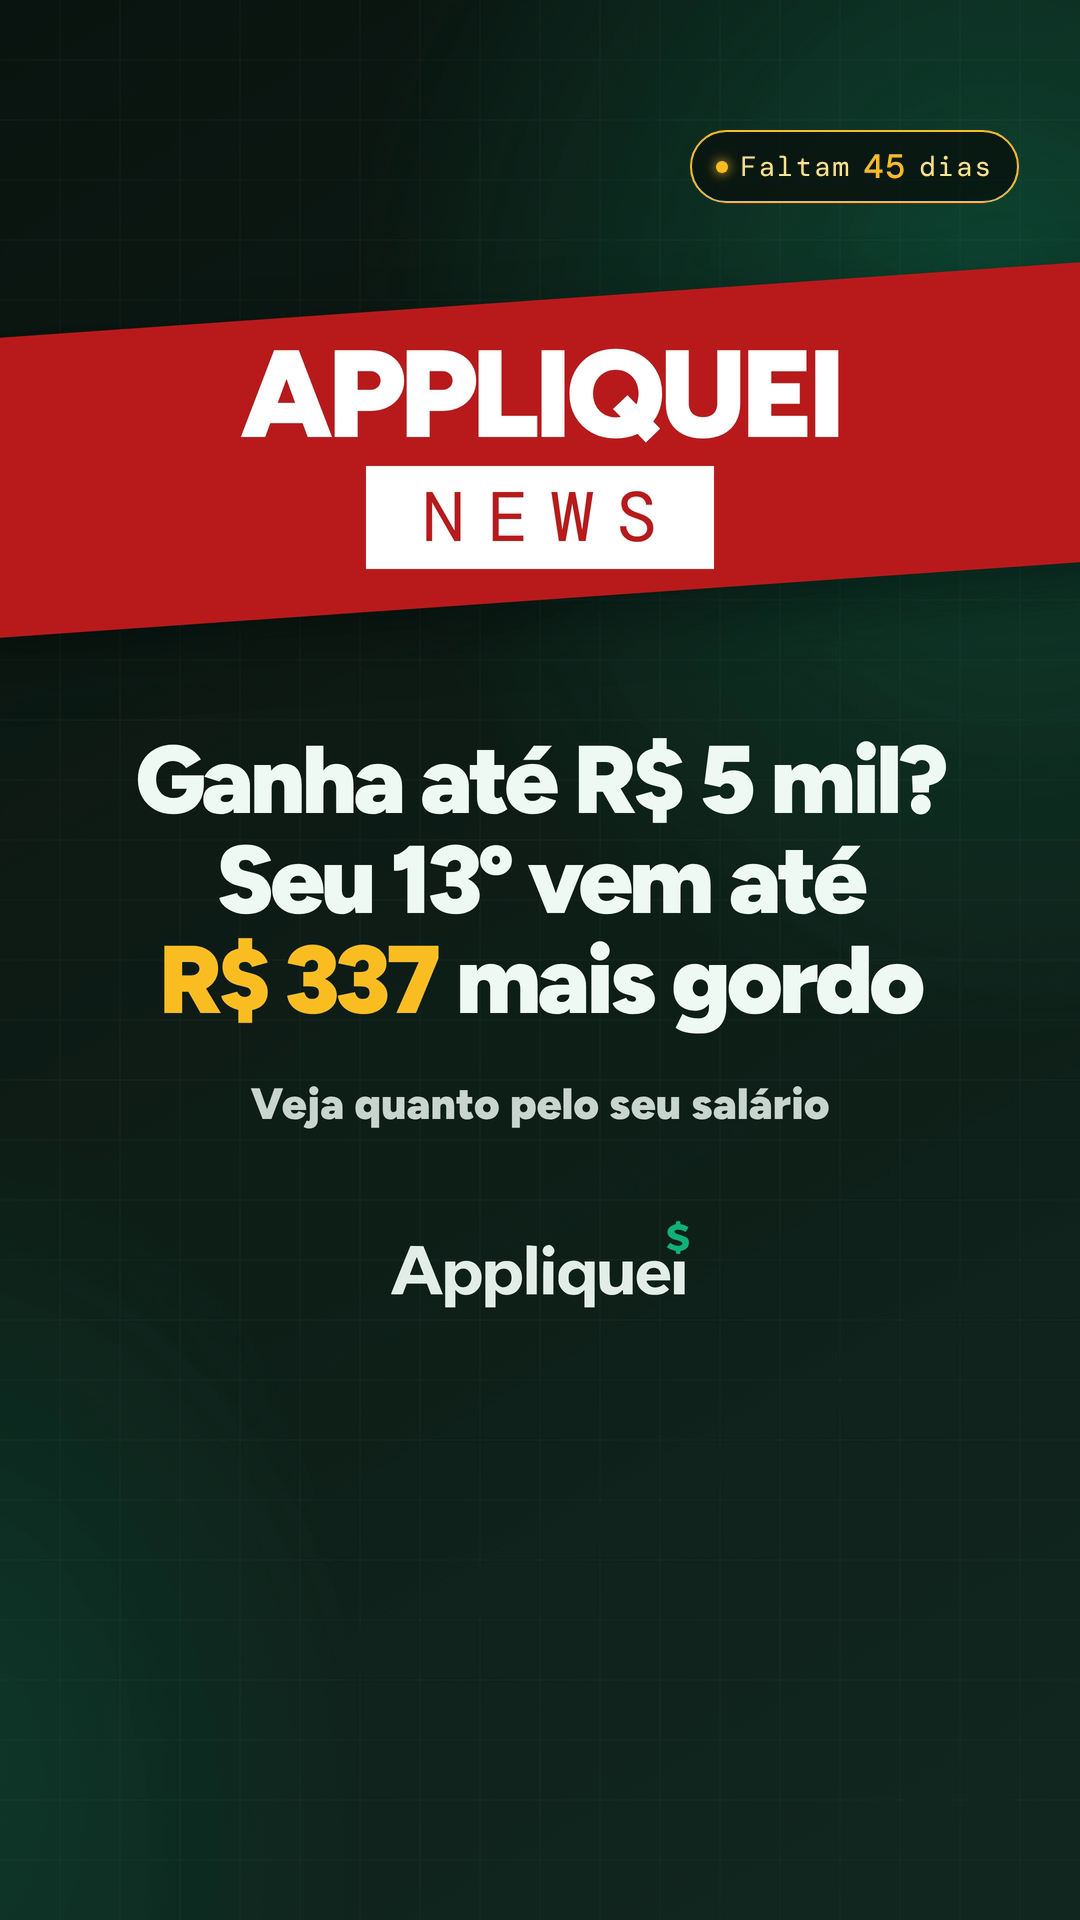 Faltam 45 dias
APPLIQUEI
NEWS
Ganha até R$ 5 mil?
Seu 13º vem até
R$ 337 mais gordo
Veja quanto pelo seu salário
Appliquei$